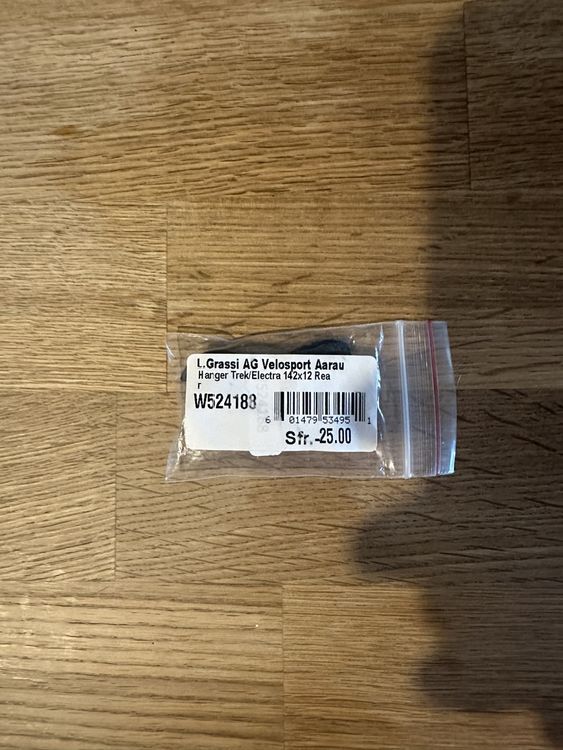 L.Grassi AG Velosport Aarau
Hanger Trek/Electra 142x12 Rea
r
W524183
6 01479 53495 1
Sfr.-25.00